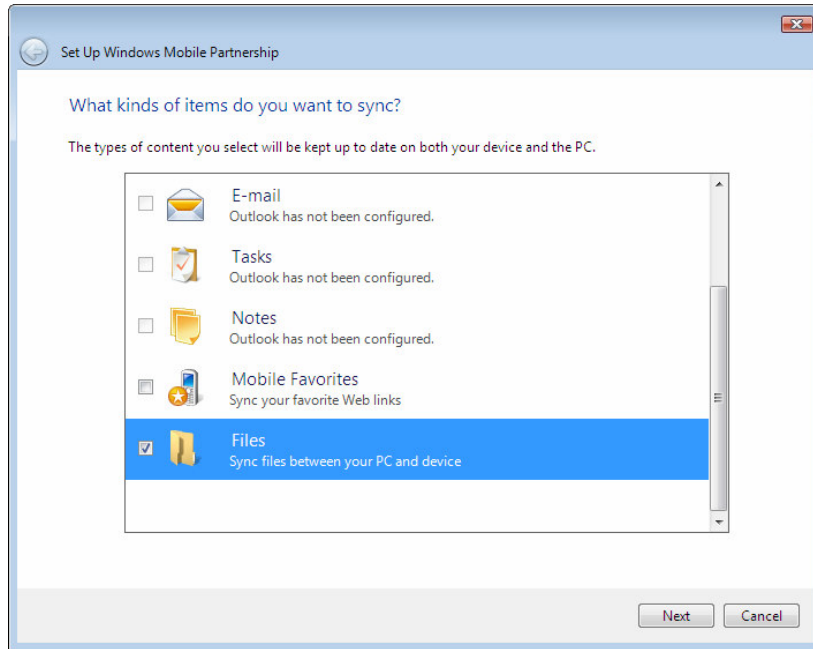 Set Up Windows Mobile Partnership
What kinds of items do you want to sync?
The types of content you select will be kept up to date on both your device and the PC.
E-mail
Outlook has not been configured.
Tasks
Outlook has not been configured.
Notes
Outlook has not been configured.
Mobile Favorites
Sync your favorite Web links
Files
Sync files between your PC and device
Next Cancel